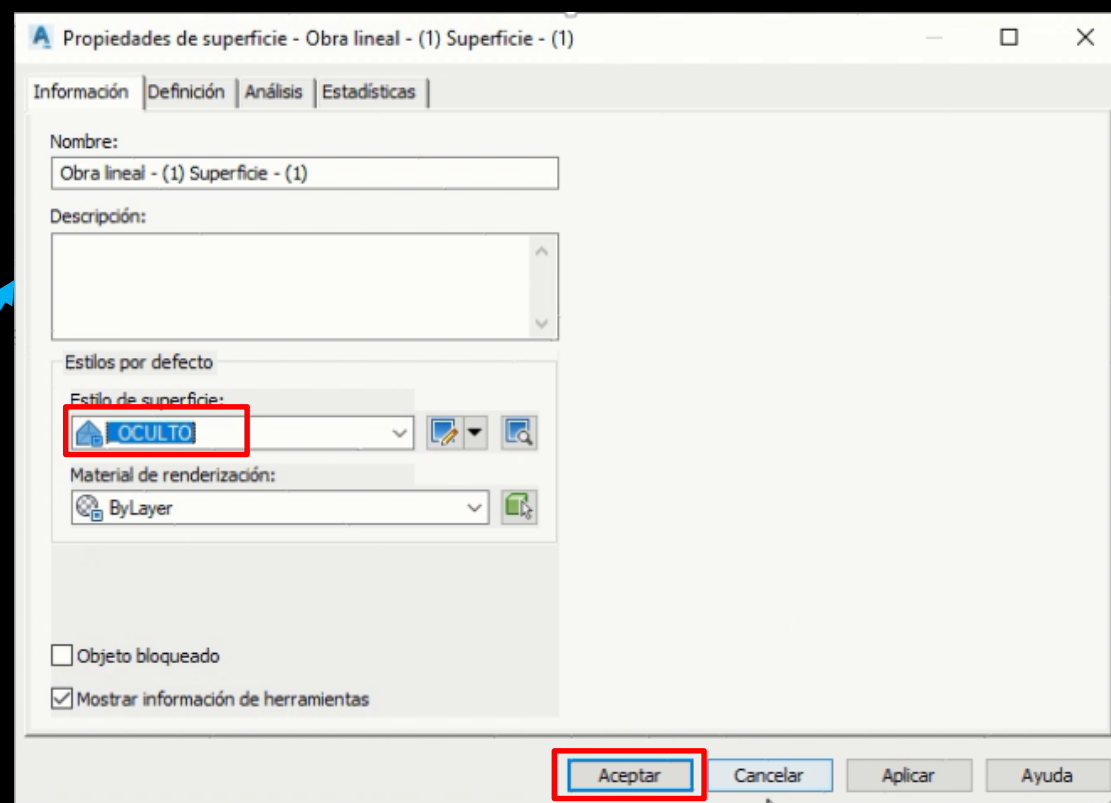 Propiedades de superficie - Obra lineal - (1) Superficie - (1)
Información Definición Análisis Estadísticas
Nombre:
Obra lineal - (1) Superficie - (1)
Descripción:
Estilos por defecto
Estilo de superficie:
_OCULTO
Material de renderización:
ByLayer
Objeto bloqueado
Mostrar información de herramientas
Aceptar Cancelar Aplicar Ayuda